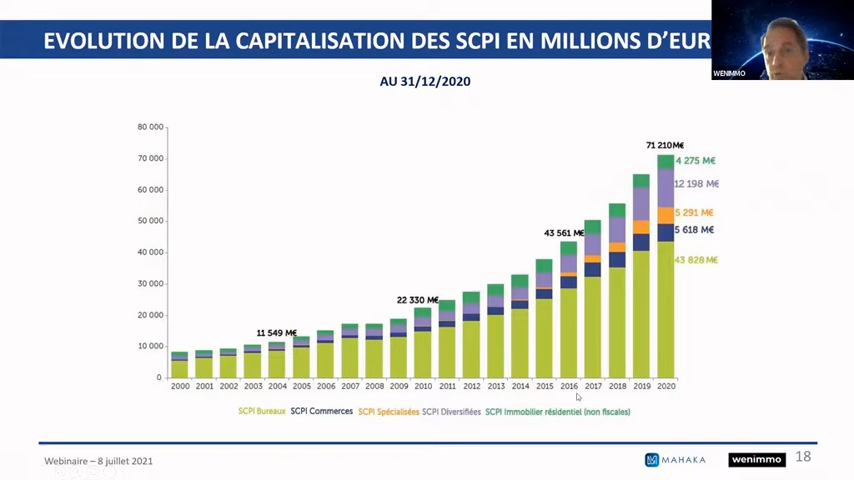 EVOLUTION DE LA CAPITALISATION DES SCPI EN MILLIONS D’EUR
WENIMMO
AU 31/12/2020
80 000
70 000
60 000
50 000
40 000
30 000
20 000
10 000
0
11 549 M€
22 330 M€
43 561 M€
71 210 M€
4 275 M€
12 198 M€
5 291 M€
5 618 M€
43 828 M€
2000 2001 2002 2003 2004 2005 2006 2007 2008 2009 2010 2011 2012 2013 2014 2015 2016 2017 2018 2019 2020
SCPI Bureaux SCPI Commerces SCPI Spécialisées SCPI Diversifiées SCPI Immobilier résidentiel (non fiscales)
Webinaire – 8 juillet 2021
MAHAKA
wenimmo
18